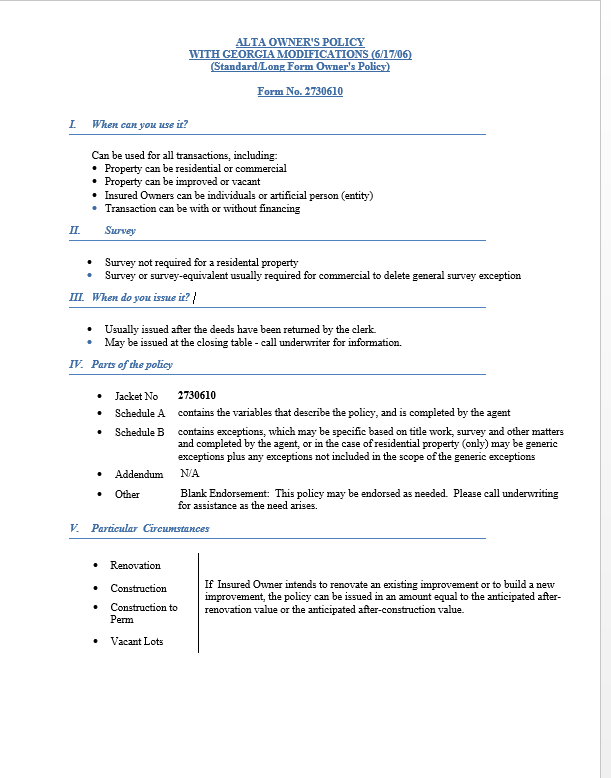 ALTA OWNER'S POLICY
WITH GEORGIA MODIFICATIONS (6/17/06)
(Standard/Long Form Owner's Policy)
Form No. 2730610
I. When can you use it?
Can be used for all transactions, including:
• Property can be residential or commercial
• Property can be improved or vacant
• Insured Owners can be individuals or artificial person (entity)
• Transaction can be with or without financing
II. Survey
• Survey not required for a residental property
• Survey or survey-equivalent usually required for commercial to delete general survey exception
III. When do you issue it?
• Usually issued after the deeds have been returned by the clerk.
• May be issued at the closing table - call underwriter for information.
IV. Parts of the policy
• Jacket No 2730610
• Schedule A contains the variables that describe the policy, and is completed by the agent
• Schedule B contains exceptions, which may be specific based on title work, survey and other matters
and completed by the agent, or in the case of residential property (only) may be generic
exceptions plus any exceptions not included in the scope of the generic exceptions
• Addendum N/A
• Other Blank Endorsement: This policy may be endorsed as needed. Please call underwriting
for assistance as the need arises.
V. Particular Circumstances
• Renovation
• Construction
• Construction to
Perm
• Vacant Lots
If Insured Owner intends to renovate an existing improvement or to build a new
improvement, the policy can be issued in an amount equal to the anticipated after-
renovation value or the anticipated after-construction value.